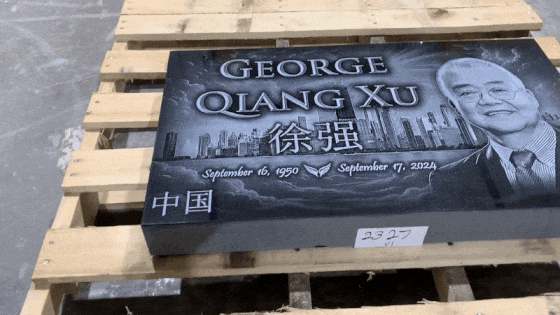 GEORGE
QIANG XU
徐强
September 16, 1950 September 17, 2024
中国
2327